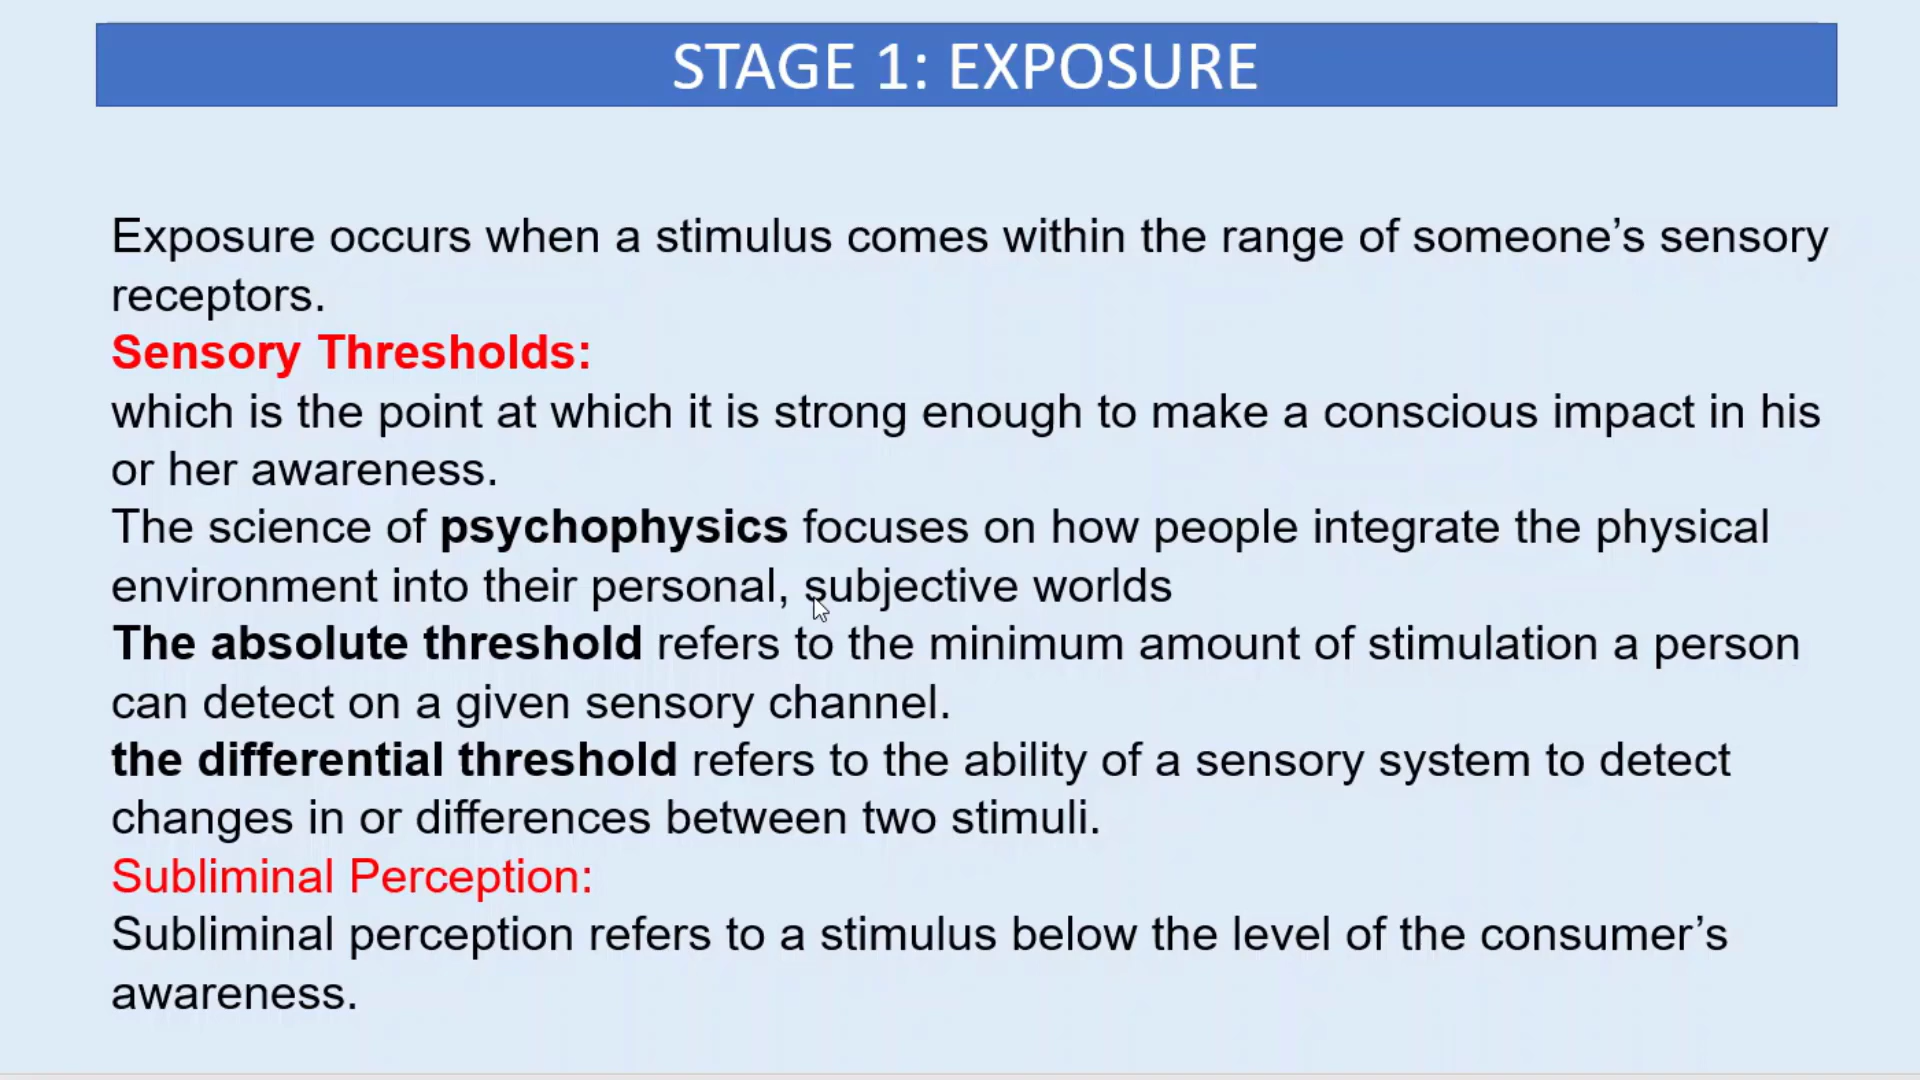 STAGE 1: EXPOSURE
Exposure occurs when a stimulus comes within the range of someone’s sensory
receptors.
Sensory Thresholds:
which is the point at which it is strong enough to make a conscious impact in his
or her awareness.
The science of psychophysics focuses on how people integrate the physical
environment into their personal, subjective worlds
The absolute threshold refers to the minimum amount of stimulation a person
can detect on a given sensory channel.
the differential threshold refers to the ability of a sensory system to detect
changes in or differences between two stimuli.
Subliminal Perception:
Subliminal perception refers to a stimulus below the level of the consumer’s
awareness.